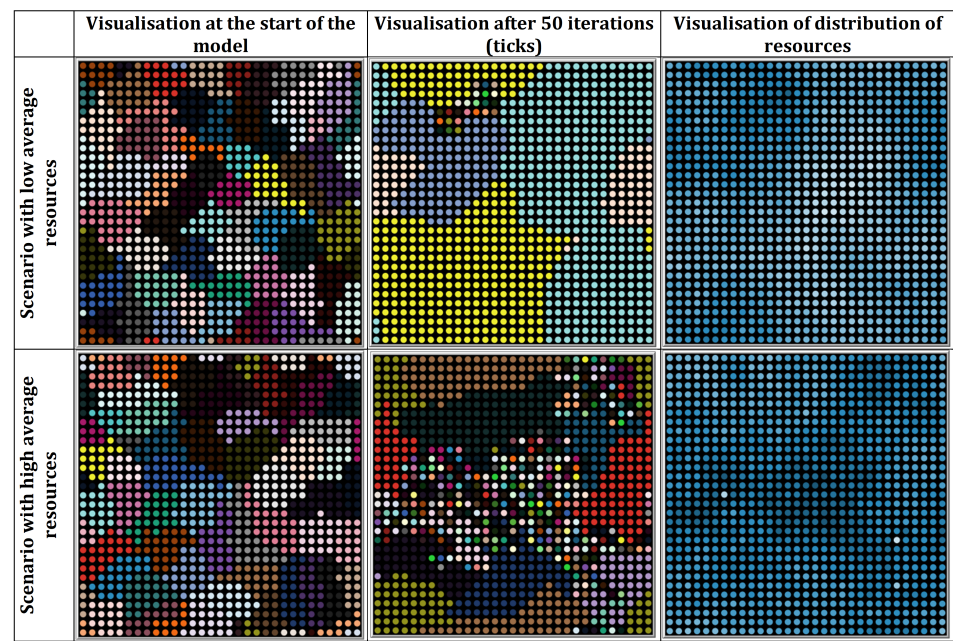 Visualisation at the start of the
model
Visualisation after 50 iterations
(ticks)
Visualisation of distribution of
resources
Scenario with low average
resources
Scenario with high average
resources